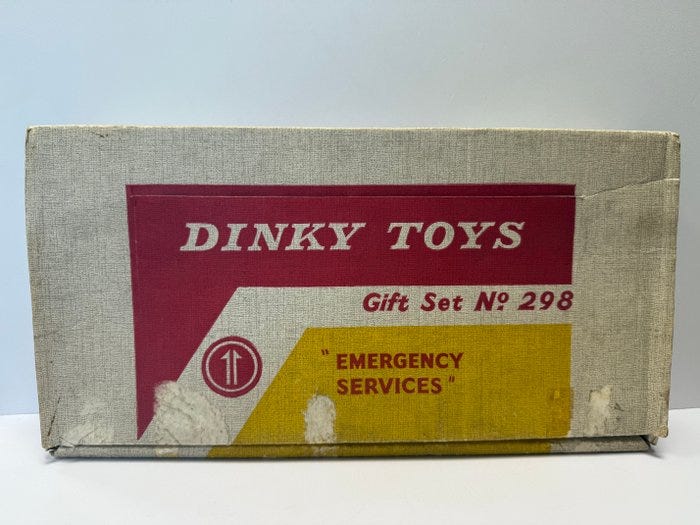 DINKY TOYS
Gift Set Nº 298
"EMERGENCY
SERVICES"